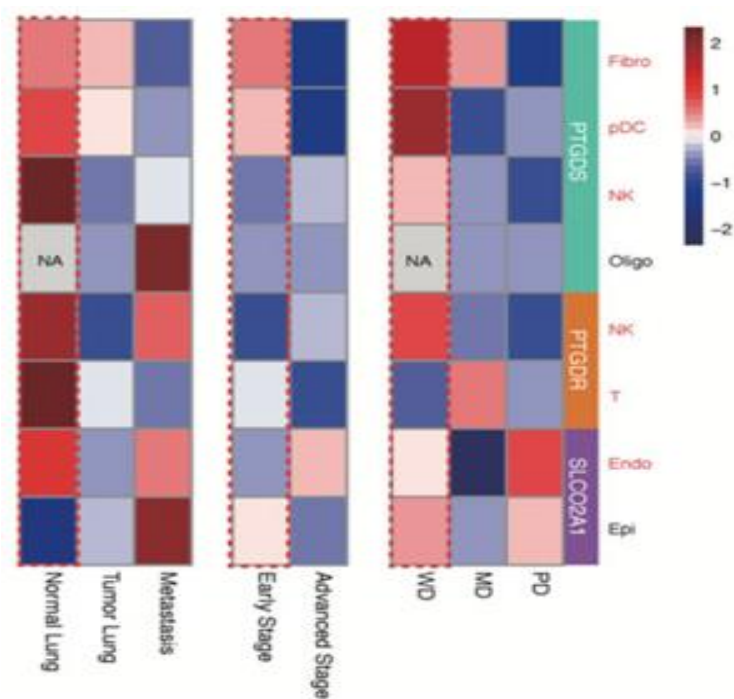 Fibro
pDC
NK
Oligo
NK
T
Endo
Epi
PTGDS
PTGDR
SLCO2A1
2
1
0
−1
−2
NA
NA
Normal Lung
Tumor Lung
Metastasis
Early Stage
Advanced Stage
WD
MD
PD